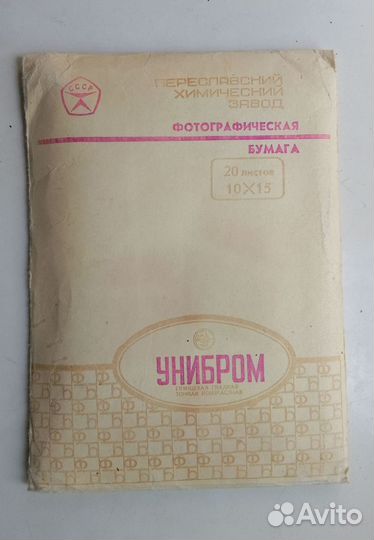 СССР
ПЕРЕСЛАВСКИЙ
ХИМИЧЕСКИЙ
ЗАВОД
ФОТОГРАФИЧЕСКАЯ
БУМАГА
20 листов
10×15
УНИБРОМ
ГЛЯНЦЕВАЯ ГЛАДКАЯ
ТОНКАЯ КОНТРАСТНАЯ
Avito